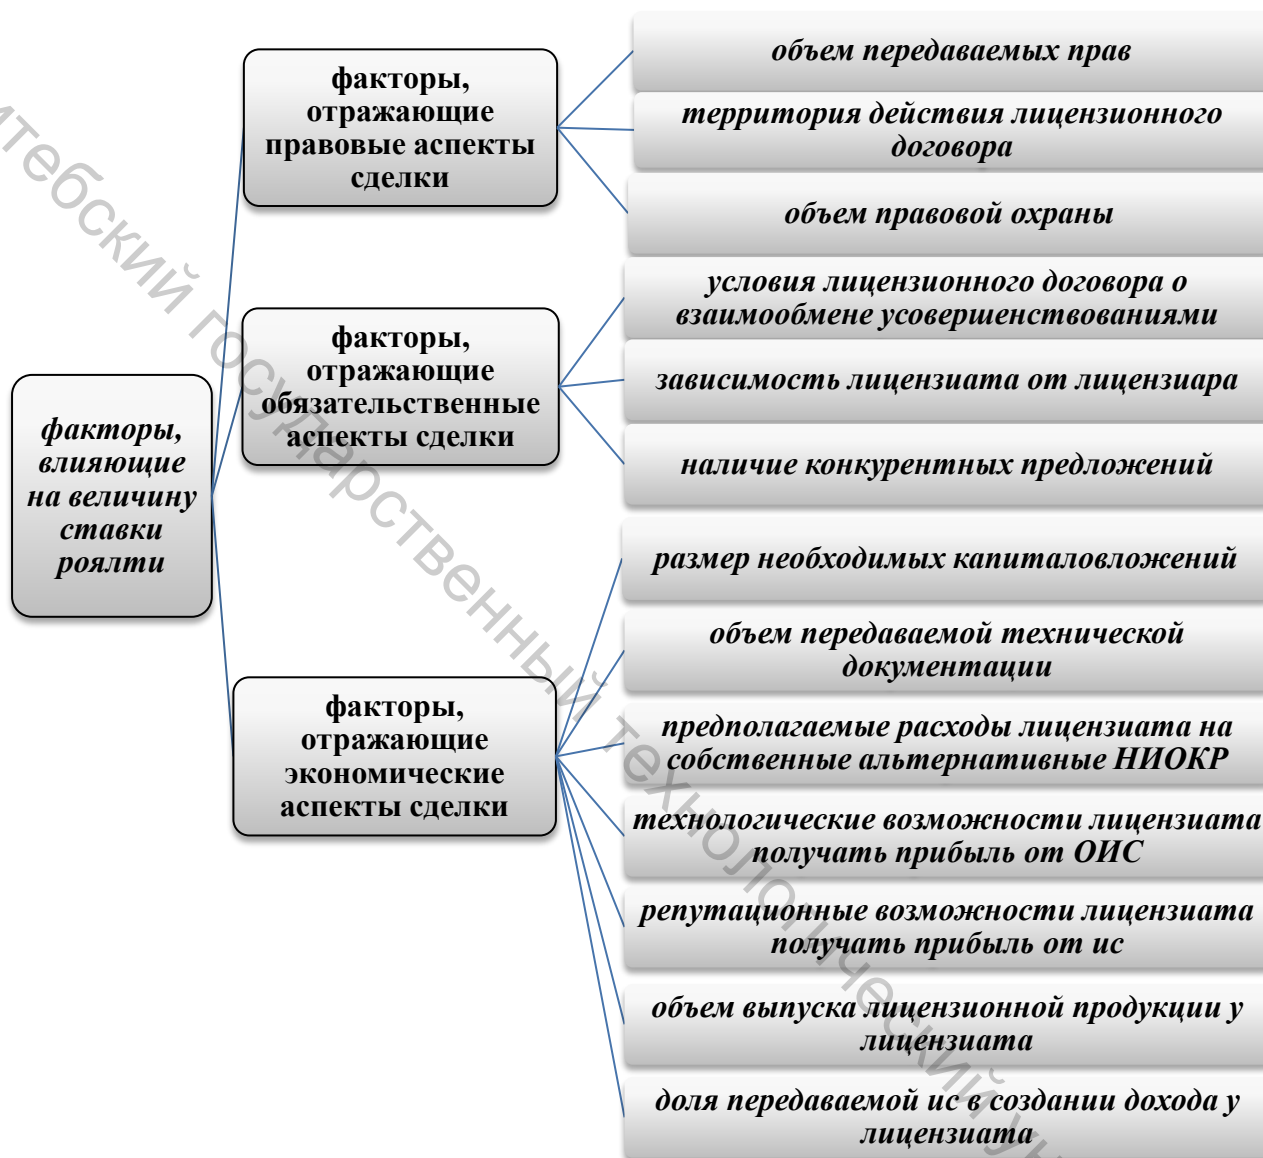 факторы,
влияющие
на величину
ставки
роялти
факторы,
отражающие
правовые аспекты
сделки
объем передаваемых прав
территория действия лицензионного
договора
объем правовой охраны
факторы,
отражающие
обязательственные
аспекты сделки
условия лицензионного договора о
взаимообмене усовершенствованиями
зависимость лицензиата от лицензиара
наличие конкурентных предложений
факторы,
отражающие
экономические
аспекты сделки
размер необходимых капиталовложений
объем передаваемой технической
документации
предполагаемые расходы лицензиата на
собственные альтернативные НИОКР
технологические возможности лицензиата
получать прибыль от ОИС
репутационные возможности лицензиата
получать прибыль от ис
объем выпуска лицензионной продукции у
лицензиата
доля передаваемой ис в создании дохода у
лицензиата
государственный технологический